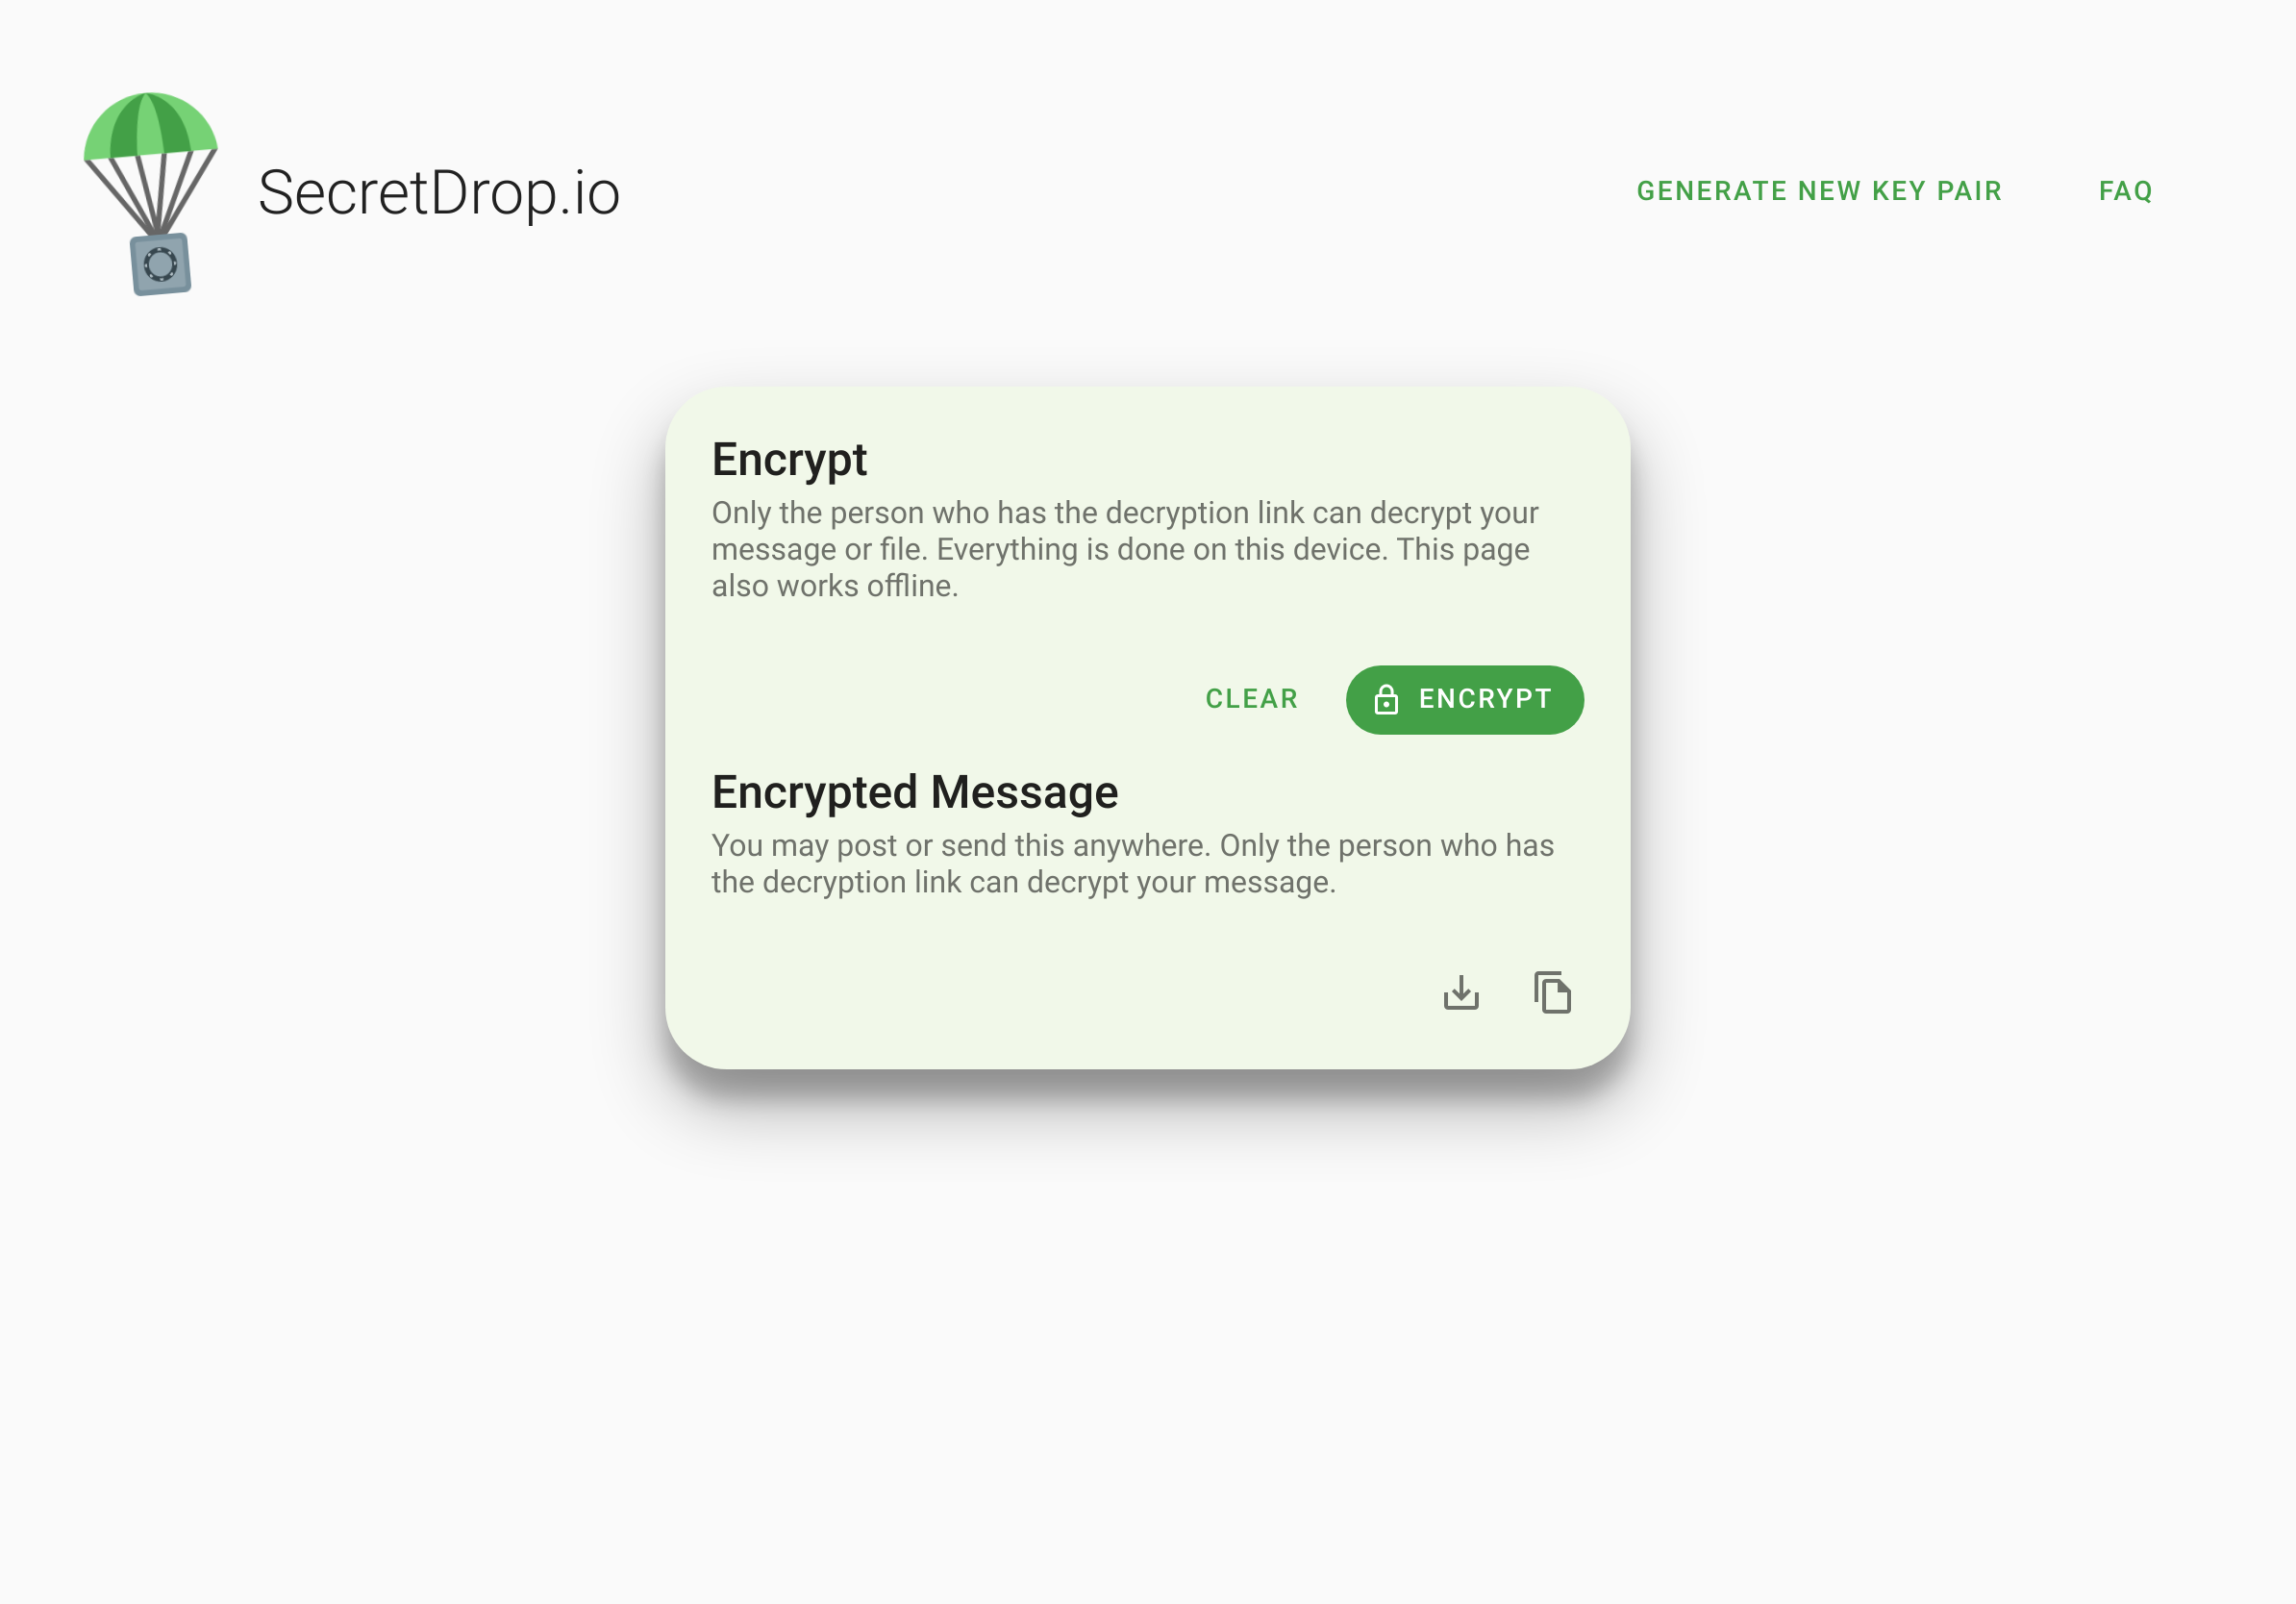 SecretDrop.io
GENERATE NEW KEY PAIR
FAQ
Encrypt
Only the person who has the decryption link can decrypt your
message or file. Everything is done on this device. This page
also works offline.
CLEAR
ENCRYPT
Encrypted Message
You may post or send this anywhere. Only the person who has
the decryption link can decrypt your message.